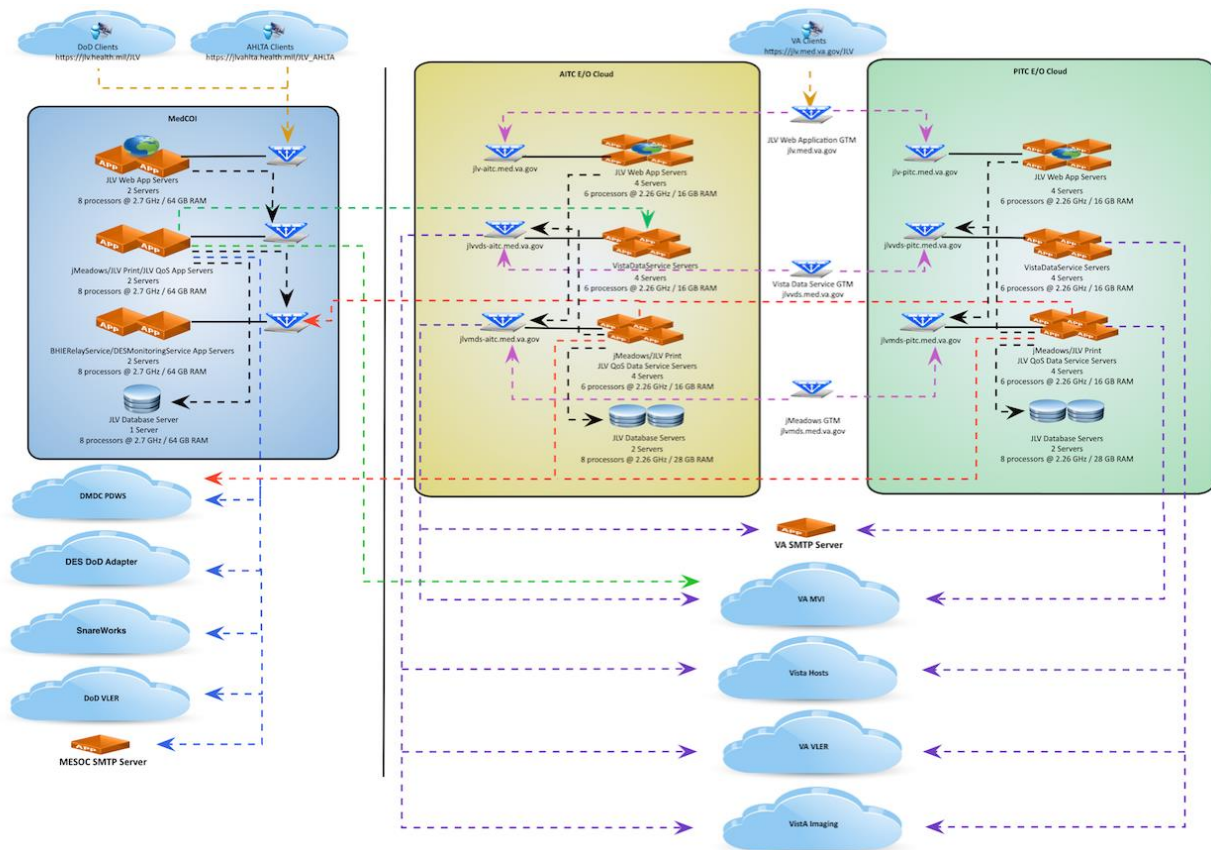 DoD Clients
https://jlv.health.mil/JLV
AHLTA Clients
https://jlvahlta.health.mil/JLV_AHLTA
VA Clients
https://jlv.med.va.gov/JLV
MedCOI
APP
APP
JLV Web App Servers
2 Servers
8 processors @ 2.7 GHz / 64 GB RAM
APP
APP
jMeadows/JLV Print/JLV QoS App Servers
2 Servers
8 processors @ 2.7 GHz / 64 GB RAM
APP
APP
BHIERelayService/DESMonitoringService App Servers
2 Servers
8 processors @ 2.7 GHz / 64 GB RAM
JLV Database Server
1 Server
8 processors @ 2.7 GHz / 64 GB RAM
DMDC PDWS
DES DoD Adapter
SnareWorks
DoD VLER
APP
MESOC SMTP Server
AITC E/O Cloud
jlv-aitc.med.va.gov
JLV Web App Servers
4 Servers
6 processors @ 2.26 GHz / 16 GB RAM
jlvvds-aitc.med.va.gov
VistaDataService Servers
4 Servers
6 processors @ 2.26 GHz / 16 GB RAM
jlvmds-aitc.med.va.gov
jMeadows/JLV Print
JLV QoS Data Service Servers
4 Servers
6 processors @ 2.26 GHz / 16 GB RAM
JLV Database Servers
2 Servers
8 processors @ 2.26 GHz / 28 GB RAM
JLV Web Application GTM
jlv.med.va.gov
Vista Data Service GTM
jlvvds.med.va.gov
jMeadows GTM
jlvmds.med.va.gov
PITC E/O Cloud
jlv-pitc.med.va.gov
JLV Web App Servers
4 Servers
6 processors @ 2.26 GHz / 16 GB RAM
jlvvds-pitc.med.va.gov
VistaDataService Servers
4 Servers
6 processors @ 2.26 GHz / 16 GB RAM
jlvmds-pitc.med.va.gov
jMeadows/JLV Print
JLV QoS Data Service Servers
4 Servers
6 processors @ 2.26 GHz / 16 GB RAM
JLV Database Servers
2 Servers
8 processors @ 2.26 GHz / 28 GB RAM
APP
VA SMTP Server
VA MVI
Vista Hosts
VA VLER
VistA Imaging